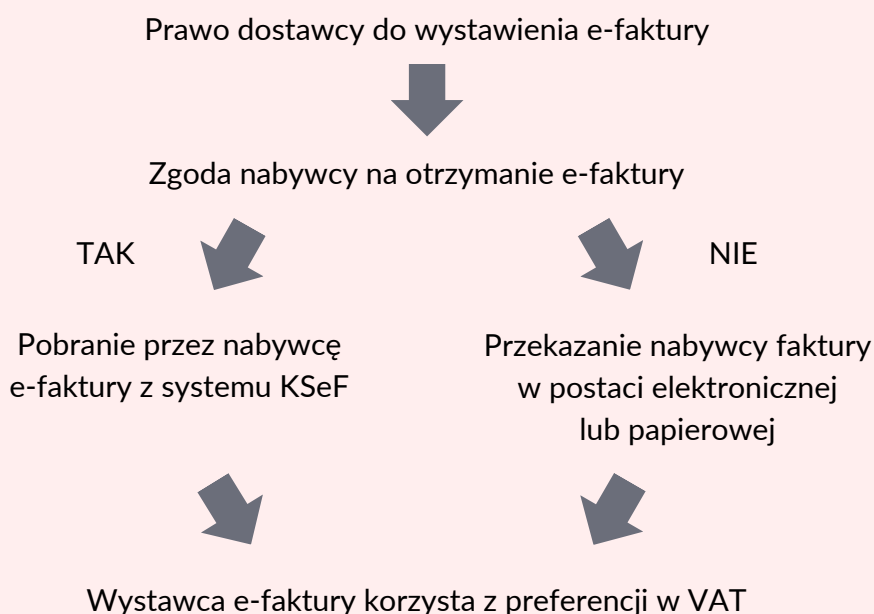 Prawo dostawcy do wystawienia e-faktury
Zgoda nabywcy na otrzymanie e-faktury
TAK
NIE
Pobranie przez nabywcę
e-faktury z systemu KSeF
Przekazanie nabywcy faktury
w postaci elektronicznej
lub papierowej
Wystawca e-faktury korzysta z preferencji w VAT